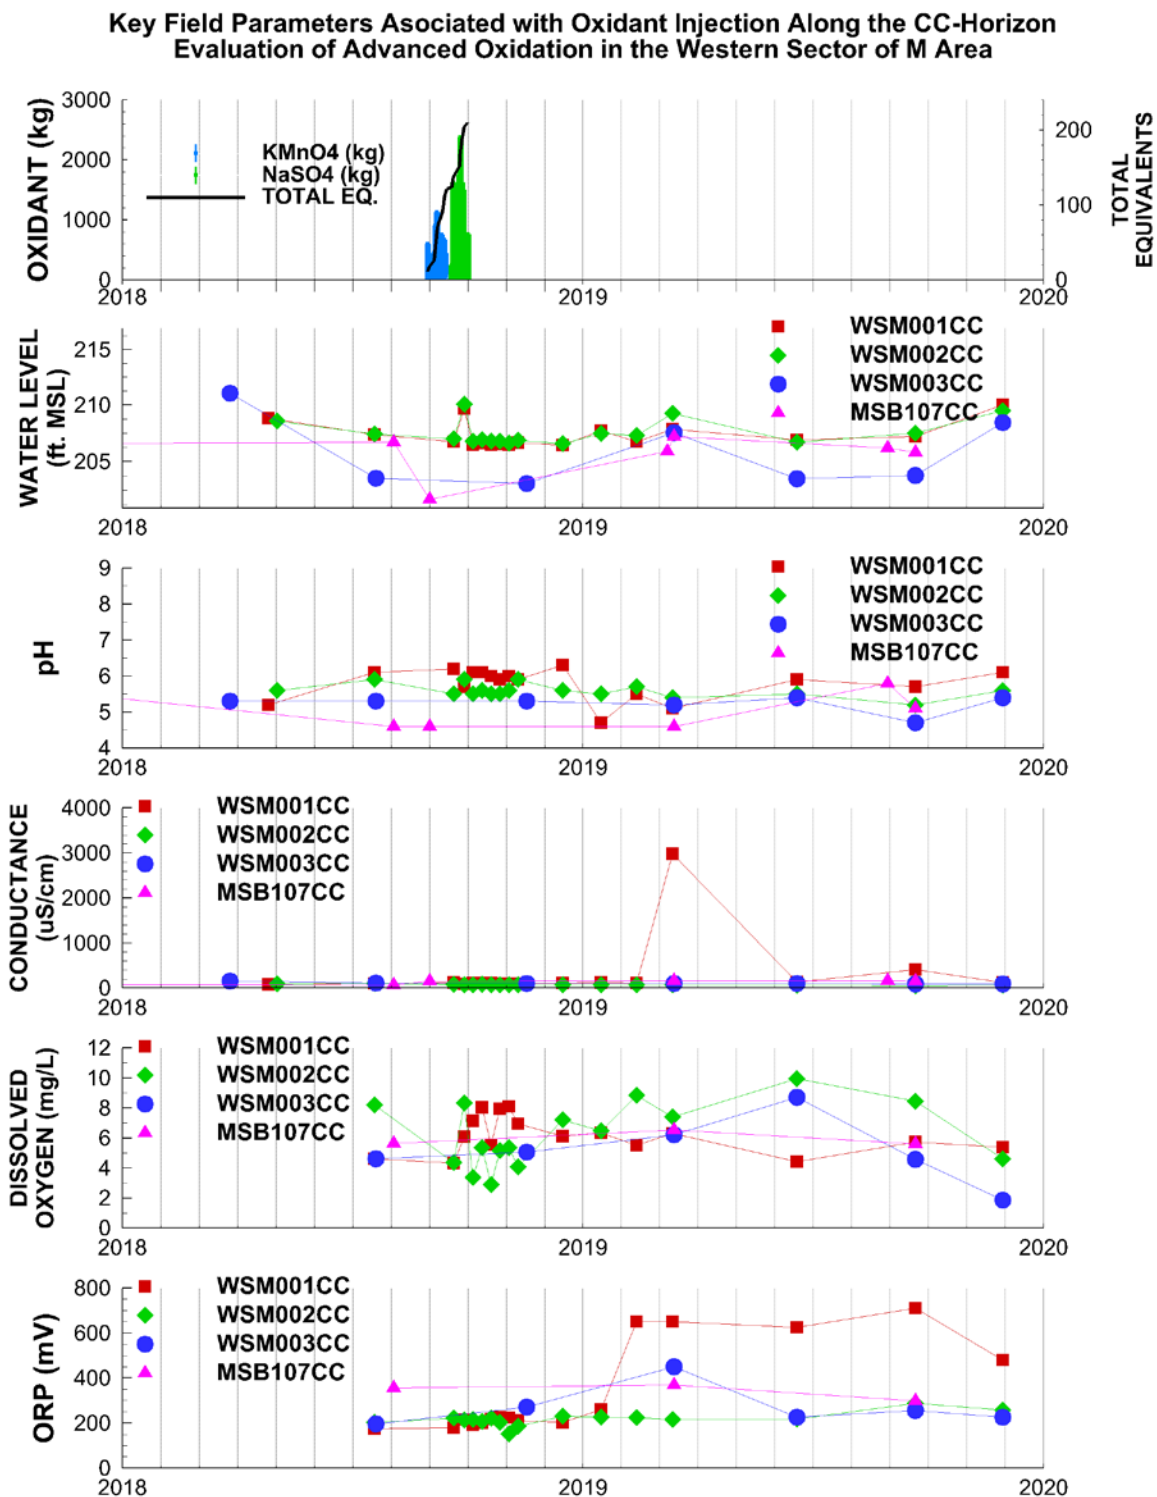 Key Field Parameters Asociated with Oxidant Injection Along the CC-Horizon
Evaluation of Advanced Oxidation in the Western Sector of M Area
OXIDANT (kg)
3000
2000
1000
0
KMnO4 (kg)
NaSO4 (kg)
TOTAL EQ.
200
100
0
TOTAL
EQUIVALENTS
2018
2019
2020
WATER LEVEL
(ft. MSL)
215
210
205
WSM001CC
WSM002CC
WSM003CC
MSB107CC
2018
2019
2020
pH
9
8
7
6
5
4
WSM001CC
WSM002CC
WSM003CC
MSB107CC
2018
2019
2020
CONDUCTANCE
(uS/cm)
4000
3000
2000
1000
0
WSM001CC
WSM002CC
WSM003CC
MSB107CC
2018
2019
2020
DISSOLVED
OXYGEN (mg/L)
12
10
8
6
4
2
0
WSM001CC
WSM002CC
WSM003CC
MSB107CC
2018
2019
2020
ORP (mV)
800
600
400
200
0
WSM001CC
WSM002CC
WSM003CC
MSB107CC
2018
2019
2020